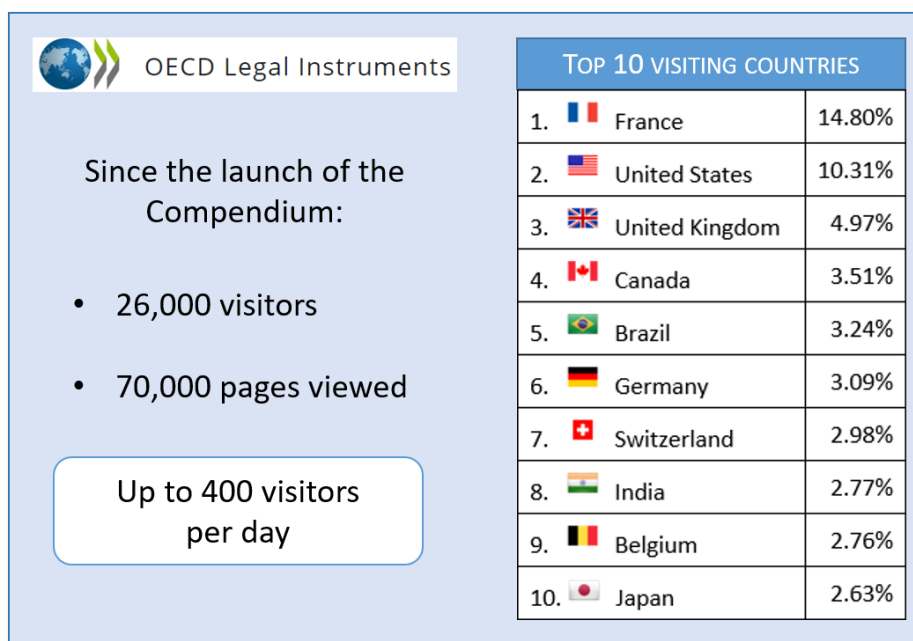 OECD Legal Instruments
Since the launch of the
Compendium:
• 26,000 visitors
• 70,000 pages viewed
Up to 400 visitors
per day
TOP 10 VISITING COUNTRIES
1. France 14.80%
2. United States 10.31%
3. United Kingdom 4.97%
4. Canada 3.51%
5. Brazil 3.24%
6. Germany 3.09%
7. Switzerland 2.98%
8. India 2.77%
9. Belgium 2.76%
10. Japan 2.63%